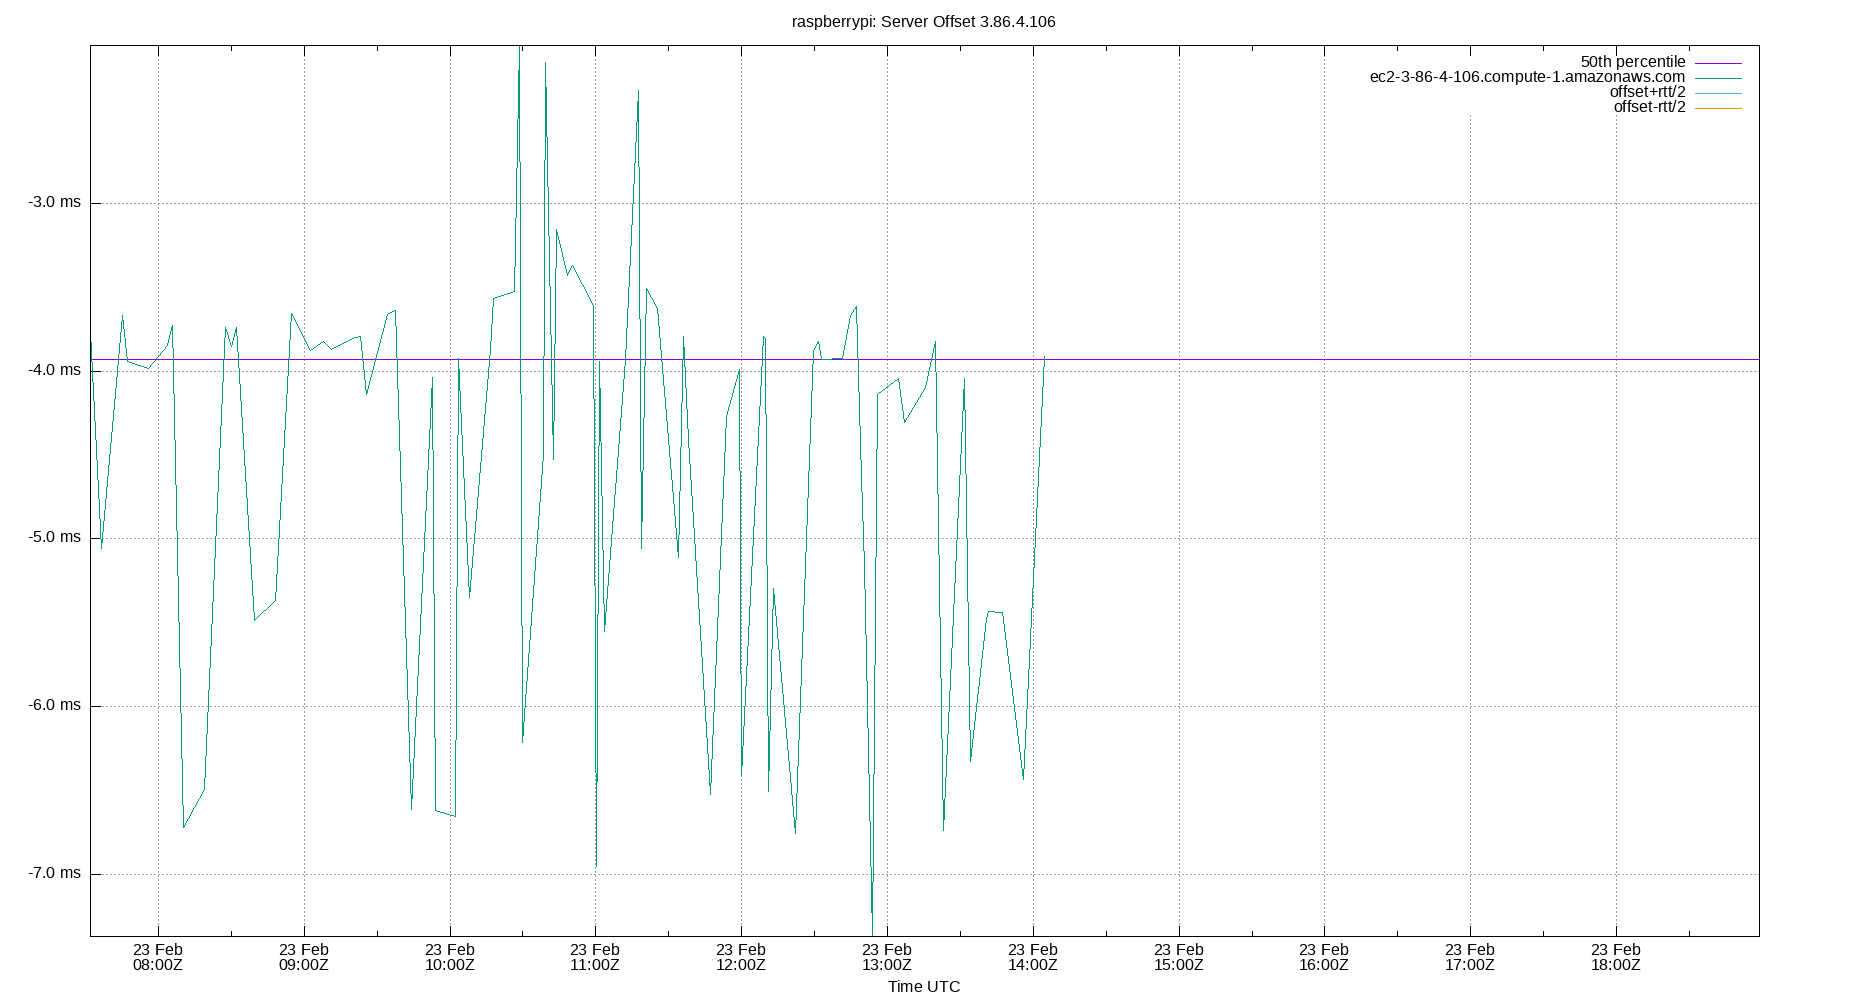 raspberrypi: Server Offset 3.86.4.106
50th percentile
ec2-3-86-4-106.compute-1.amazonaws.com
offset+rtt/2
offset-rtt/2
-3.0 ms
-4.0 ms
-5.0 ms
-6.0 ms
-7.0 ms
23 Feb 23 Feb 23 Feb 23 Feb 23 Feb 23 Feb 23 Feb 23 Feb 23 Feb 23 Feb 23 Feb
08:00Z 09:00Z 10:00Z 11:00Z 12:00Z 13:00Z 14:00Z 15:00Z 16:00Z 17:00Z 18:00Z
Time UTC